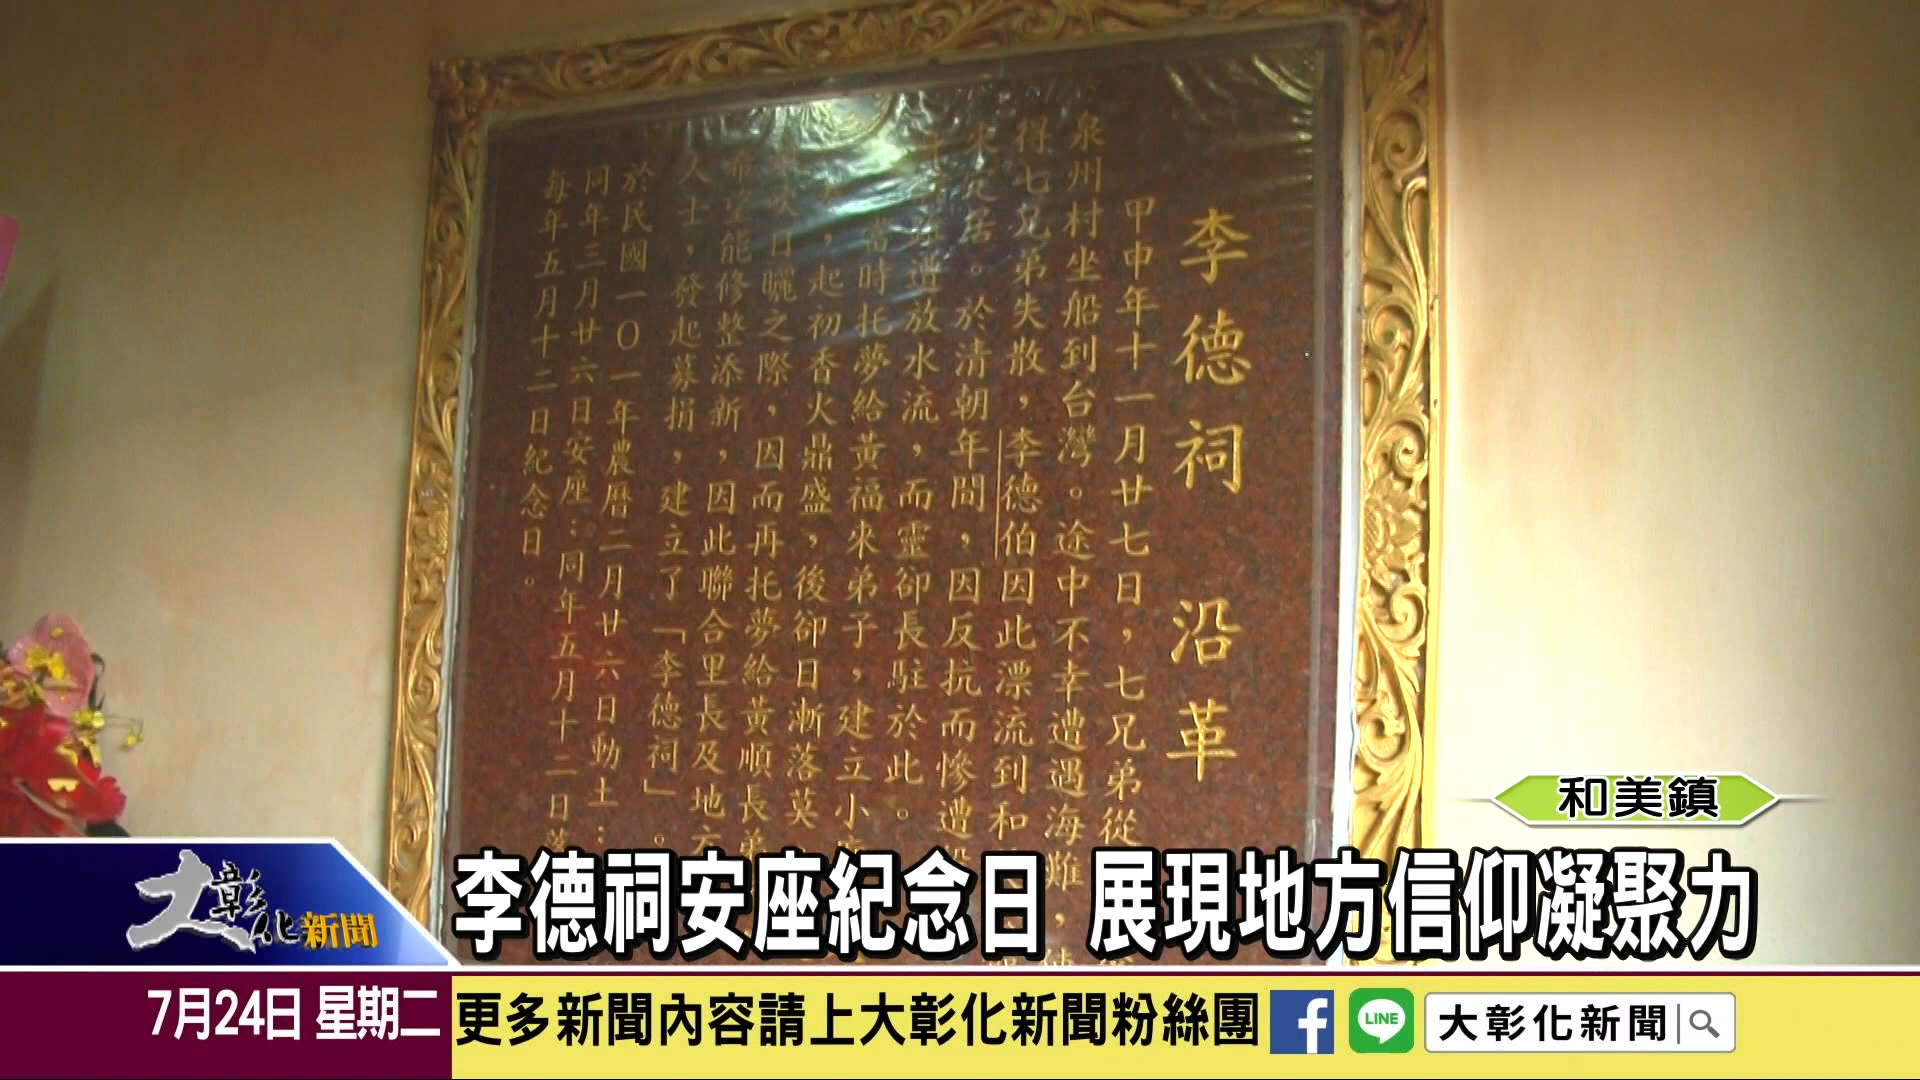 李德祠 沿革
甲申年十一月廿七日，七兄弟從
泉州村坐船到台灣。途中不幸遭遇海難，
得七兄弟失散，李德伯因此漂流到和
來定居。於清朝年間，因反抗而慘遭
遭放水流，而靈卻長駐於此。
當時托夢給黃福來弟子，建立小
，起初香火鼎盛，後卻日漸落莫
吹日曬之際，因而再托夢給黃順長弟
希望能修整添新，因此聯合里長及地方
人士，發起募捐，建立了「李德祠」。
於民國一〇一年農曆二月廿六日動土：
同年三月廿六日安座：同年五月十二日
每年五月十二日紀念日。
和美鎮
大彰化新聞
李德祠安座紀念日 展現地方信仰凝聚力
7月24日 星期二
更多新聞內容請上大彰化新聞粉絲團
f
LINE
大彰化新聞